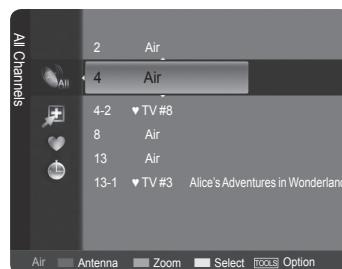 All Channels
All
2 Air
4 Air
4-2 ♥ TV #8
8 Air
13 Air
13-1 ♥ TV #3 Alice's Adventures in Wonderland
Air Antenna Zoom Select TOOLS Option